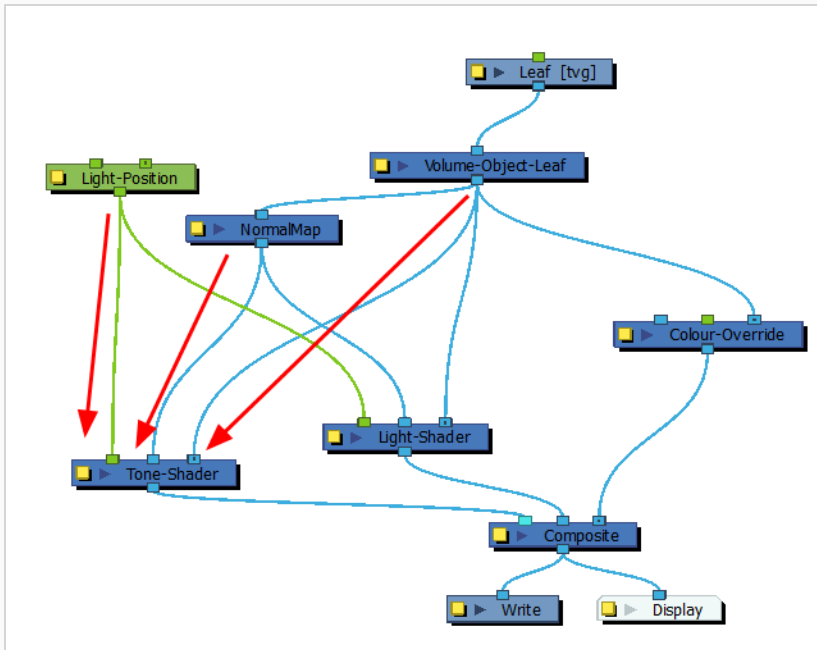 Leaf [tvg]
Volume-Object-Leaf
Light-Position
NormalMap
Colour-Override
Light-Shader
Tone-Shader
Composite
Write
Display